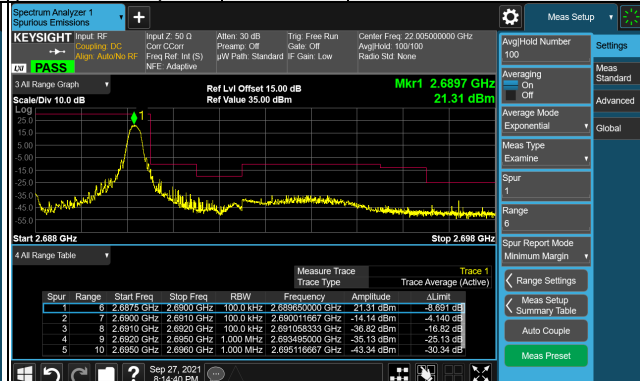 Spectrum Analyzer 1
Spurious Emissions
Meas Setup
KEYSIGHT Input: RF Input Z: 50 Ω Atten: 30 dB Trig: Free Run Center Freq: 22.005000000 GHz
Coupling: DC Corr CCorr Preamp: Off Gate: Off Avg|Hold: 100/100
Align: Auto/No RF Freq Ref: Int (S) µW Path: Standard IF Gain: Low Radio Std: None
NFE: Adaptive
LXI PASS
3 All Range Graph
Ref Lvl Offset 15.00 dB
Mkr1 2.6897 GHz
Scale/Div 10.0 dB Ref Value 35.00 dBm 21.31 dBm
Log
25.0
15.0
5.00
-5.00
-15.0
-25.0
-35.0
-45.0
-55.0
1
Start 2.688 GHz Stop 2.698 GHz
4 All Range Table
Measure Trace Trace 1
Trace Type Trace Average (Active)
Spur Range Start Freq Stop Freq RBW Frequency Amplitude ΔLimit
1 6 2.6875 GHz 2.6900 GHz 100.0 kHz 2.689650000 GHz 21.31 dBm -8.691 dB
2 7 2.6900 GHz 2.6910 GHz 100.0 kHz 2.690011667 GHz -14.14 dBm -4.140 dB
3 8 2.6910 GHz 2.6920 GHz 100.0 kHz 2.691058333 GHz -36.82 dBm -16.82 dB
4 9 2.6920 GHz 2.6950 GHz 1.000 MHz 2.693495000 GHz -35.13 dBm -25.13 dB
5 10 2.6950 GHz 2.6960 GHz 1.000 MHz 2.695116667 GHz -43.34 dBm -30.34 dB
Sep 27, 2021
8:14:40 PM
Avg|Hold Number
100
Averaging
On
Off
Average Mode
Exponential
Meas Type
Examine
Spur
1
Range
6
Spur Report Mode
Minimum Margin
Range Settings
Meas Setup
Summary Table
Auto Couple
Meas Preset
Settings
Meas
Standard
Advanced
Global